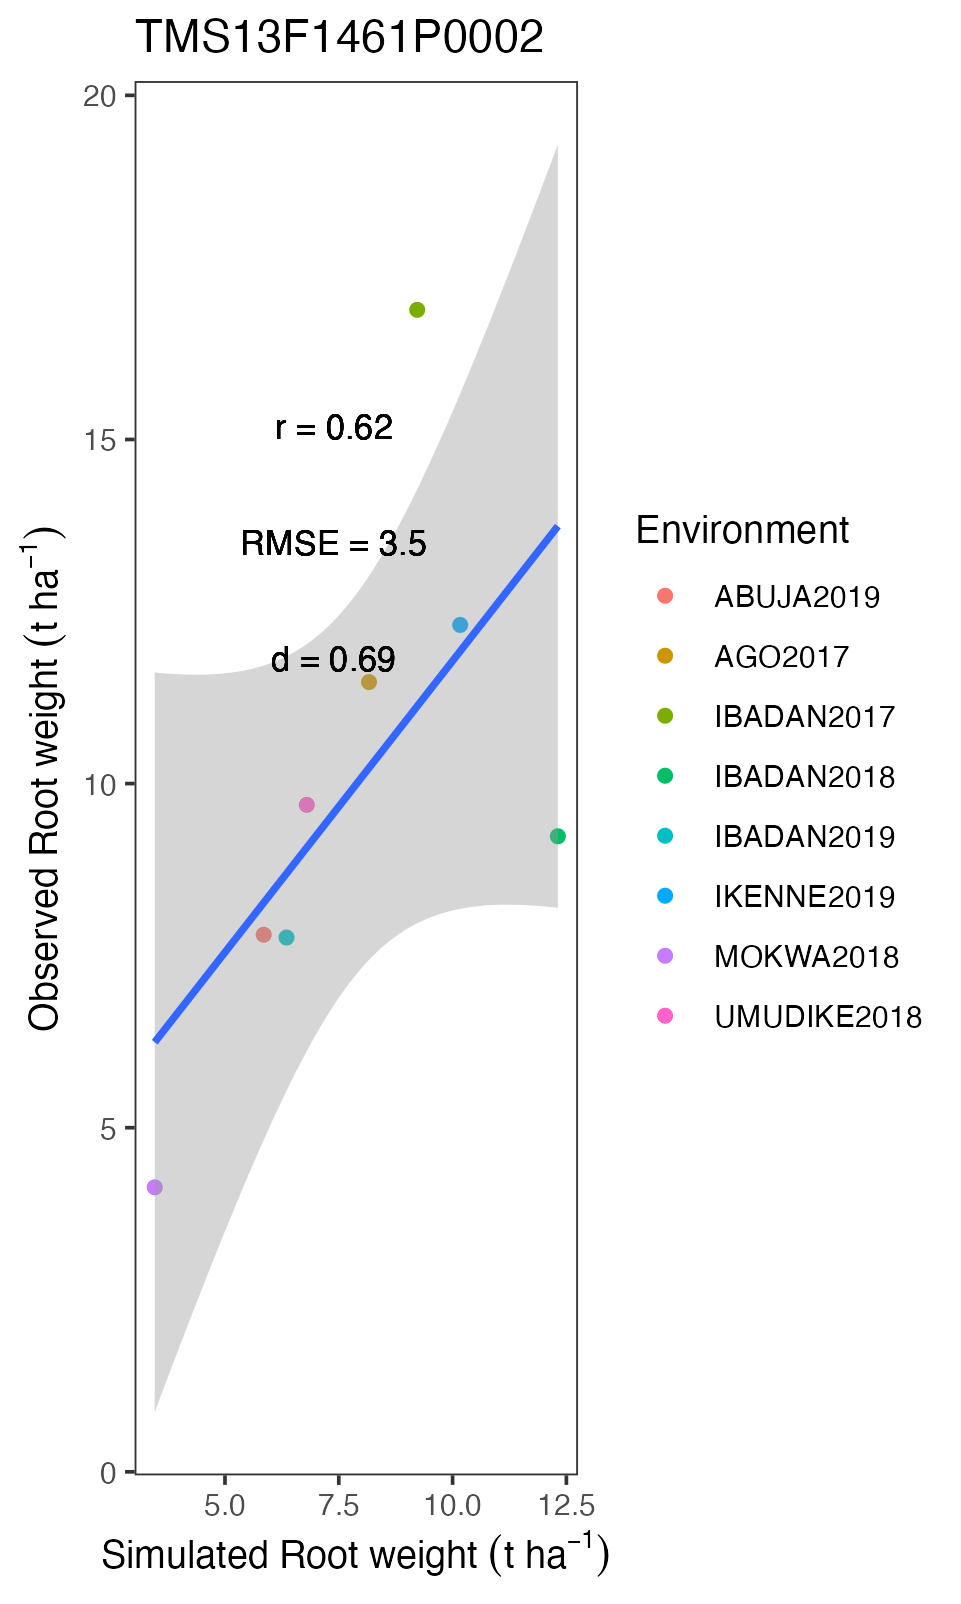 TMS13F1461P0002
20
15
10
5
0
r = 0.62
RMSE = 3.5
d = 0.69
Observed Root weight (t ha⁻¹)
5.0 7.5 10.0 12.5
Simulated Root weight (t ha⁻¹)
Environment
ABUJA2019
AGO2017
IBADAN2017
IBADAN2018
IBADAN2019
IKENNE2019
MOKWA2018
UMUDIKE2018